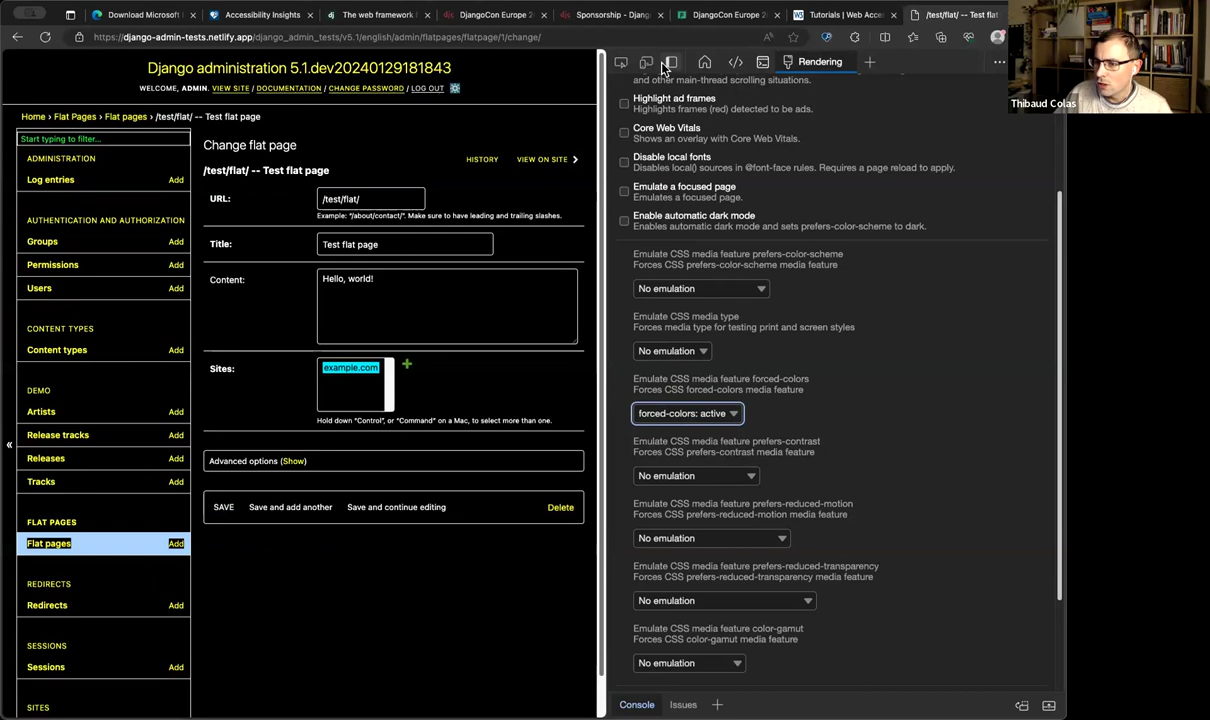 Download Microsoft
Accessibility Insights
The web framework
DjangoCon Europe 2
Sponsorship - Djang
DjangoCon Europe 2
Tutorials | Web Acce
/test/flat/ -- Test flat
https://django-admin-tests.netlify.app/django_admin_tests/v5.1/english/admin/flatpages/flatpage/1/change/
Thibaud Colas
Django administration 5.1.dev20240129181843
WELCOME, ADMIN. VIEW SITE / DOCUMENTATION / CHANGE PASSWORD / LOG OUT
Home › Flat Pages › Flat pages › /test/flat/ -- Test flat page
Start typing to filter...
ADMINISTRATION
Log entries Add
AUTHENTICATION AND AUTHORIZATION
Groups Add
Permissions Add
Users Add
CONTENT TYPES
Content types Add
DEMO
Artists Add
Release tracks Add
Releases Add
Tracks Add
FLAT PAGES
Flat pages Add
REDIRECTS
Redirects Add
SESSIONS
Sessions Add
SITES
«
Change flat page
HISTORY VIEW ON SITE
/test/flat/ -- Test flat page
URL: /test/flat/
Example: “/about/contact/”. Make sure to have leading and trailing slashes.
Title: Test flat page
Content: Hello, world!
Sites: example.com
Hold down “Control”, or “Command” on a Mac, to select more than one.
Advanced options (Show)
SAVE Save and add another Save and continue editing Delete
Rendering
and other main-thread scrolling situations.
Highlight ad frames
Highlights frames (red) detected to be ads.
Core Web Vitals
Shows an overlay with Core Web Vitals.
Disable local fonts
Disables local() sources in @font-face rules. Requires a page reload to apply.
Emulate a focused page
Emulates a focused page.
Enable automatic dark mode
Enables automatic dark mode and sets prefers-color-scheme to dark.
Emulate CSS media feature prefers-color-scheme
Forces CSS prefers-color-scheme media feature
No emulation
Emulate CSS media type
Forces media type for testing print and screen styles
No emulation
Emulate CSS media feature forced-colors
Forces CSS forced-colors media feature
forced-colors: active
Emulate CSS media feature prefers-contrast
Forces CSS prefers-contrast media feature
No emulation
Emulate CSS media feature prefers-reduced-motion
Forces CSS prefers-reduced-motion media feature
No emulation
Emulate CSS media feature prefers-reduced-transparency
Forces CSS prefers-reduced-transparency media feature
No emulation
Emulate CSS media feature color-gamut
Forces CSS color-gamut media feature
No emulation
Console Issues